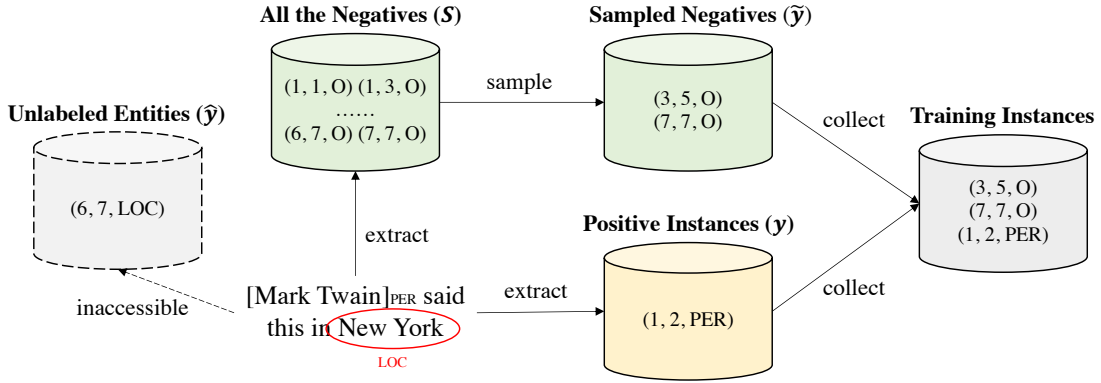 All the Negatives (S)
(1, 1, O) (1, 3, O)
......
(6, 7, O) (7, 7, O)
sample
Sampled Negatives (ỹ)
(3, 5, O)
(7, 7, O)
collect
Unlabeled Entities (ŷ)
(6, 7, LOC)
inaccessible
extract
[Mark Twain]PER said
this in New York
LOC
extract
Positive Instances (y)
(1, 2, PER)
collect
Training Instances
(3, 5, O)
(7, 7, O)
(1, 2, PER)